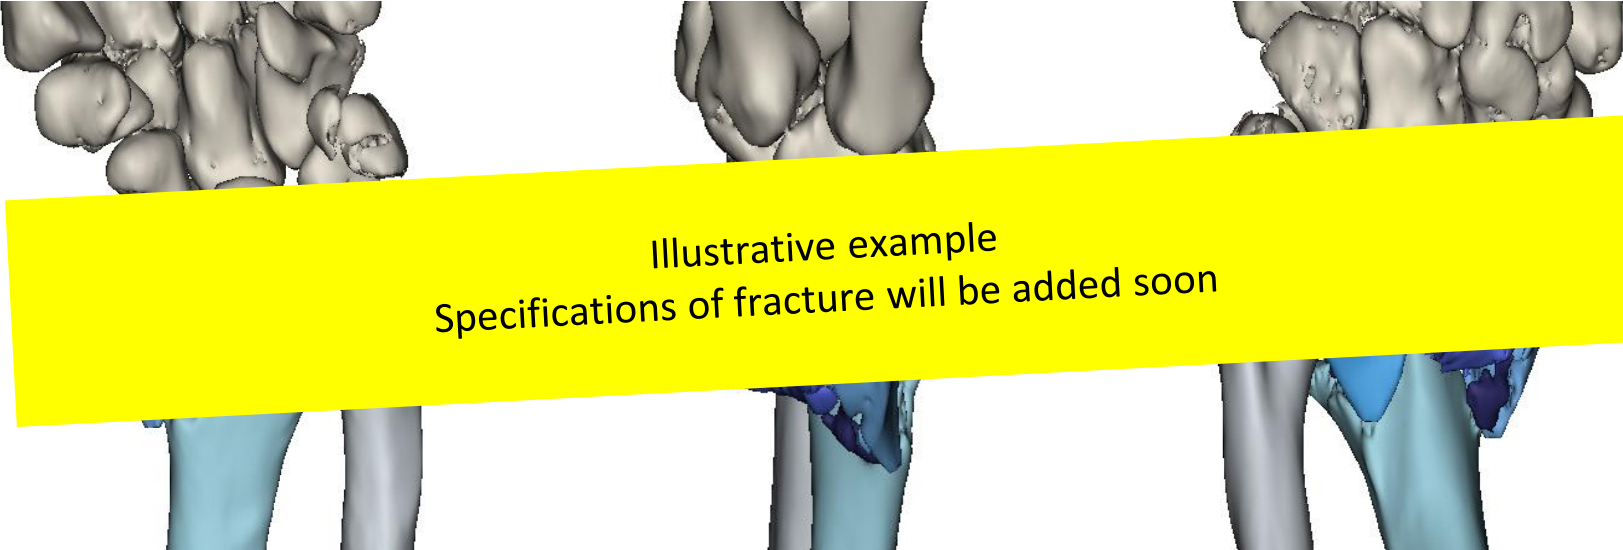 Illustrative example
Specifications of fracture will be added soon